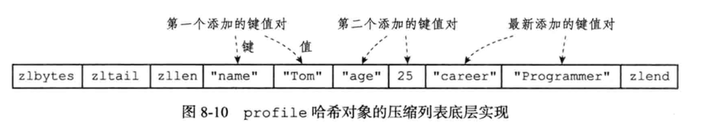 第一个添加的键值对 第二个添加的键值对 最新添加的键值对
键 值
zlbytes zltail zllen "name" "Tom" "age" 25 "career" "Programmer" zlend
图 8-10 profile 哈希对象的压缩列表底层实现